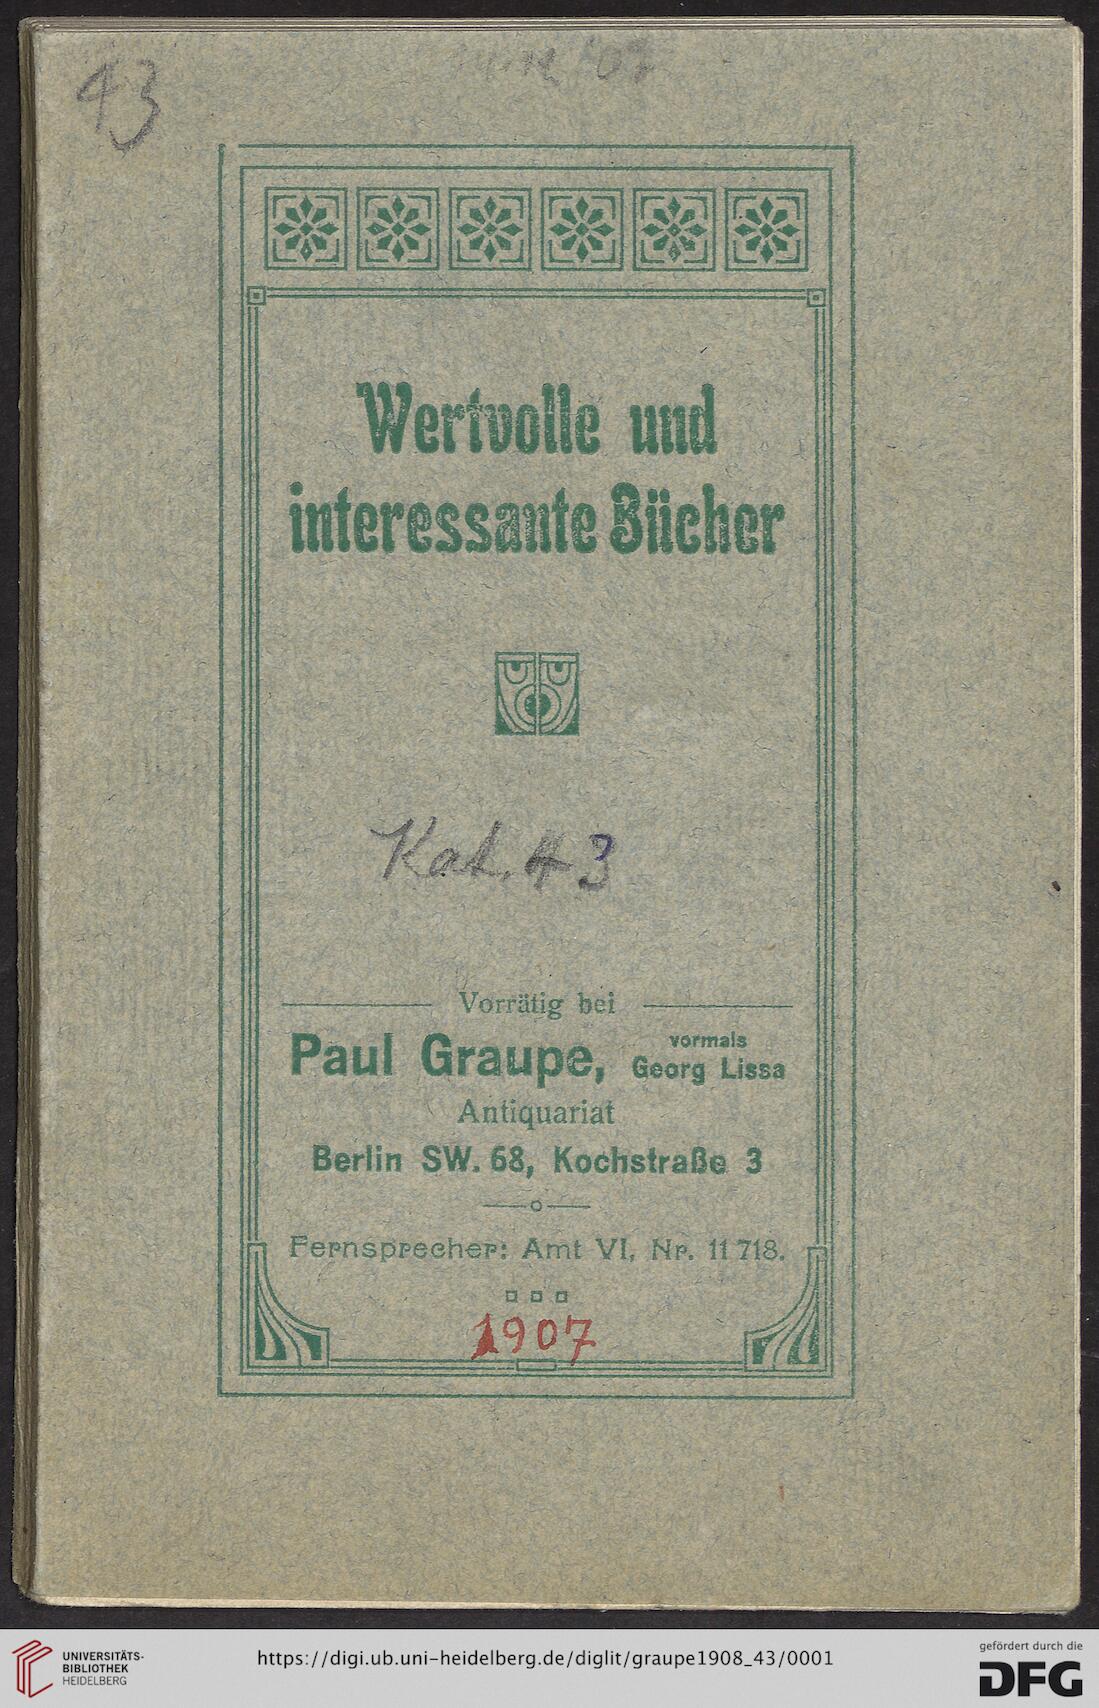 43
Wertvolle und
interessante Bücher
Kat. 43
Vorrätig bei
Paul Graupe, vormals Georg Lissa
Antiquariat
Berlin SW. 68, Kochstraße 3
Fernsprecher: Amt VI, Nr. 11 718.
1907
UNIVERSITÄTS-
BIBLIOTHEK
HEIDELBERG
https://digi.ub.uni-heidelberg.de/diglit/graupe1908_43/0001
gefördert durch die
DFG